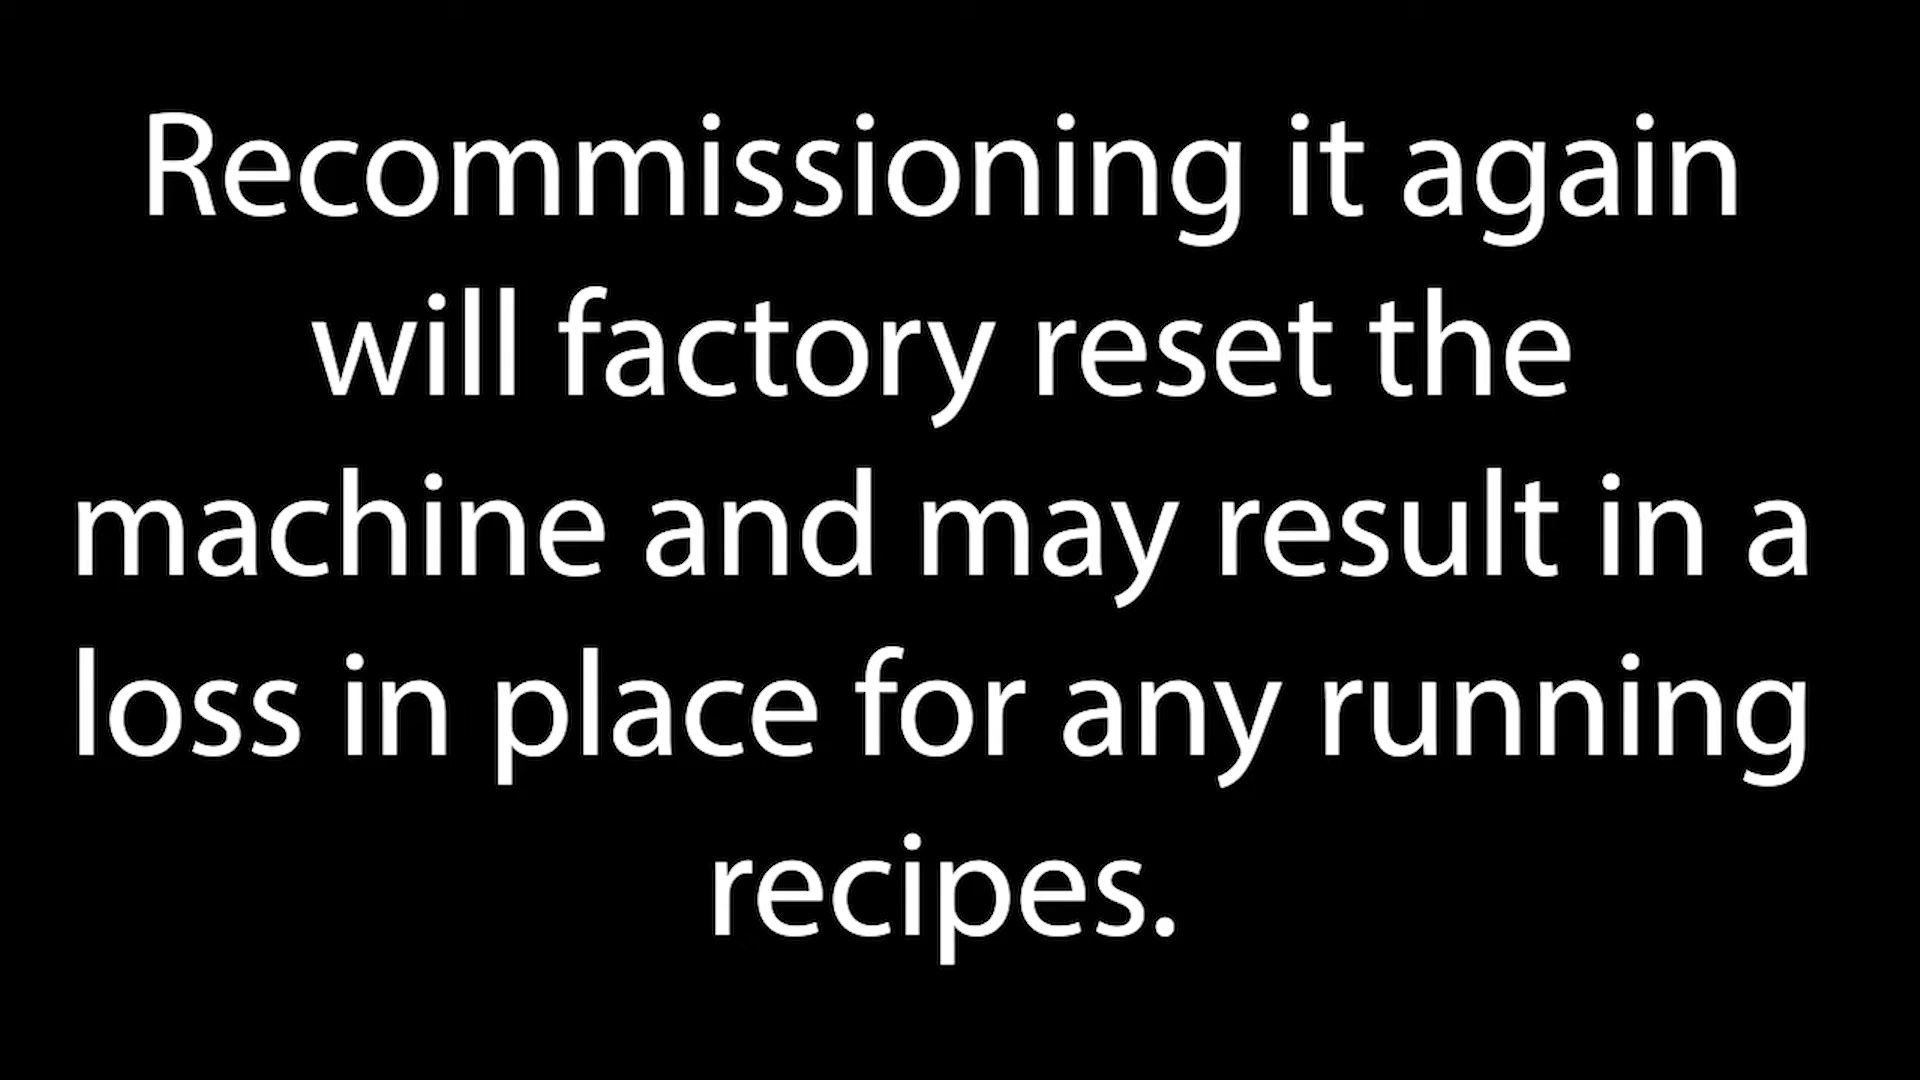 Recommissioning it again
will factory reset the
machine and may result in a
loss in place for any running
recipes.